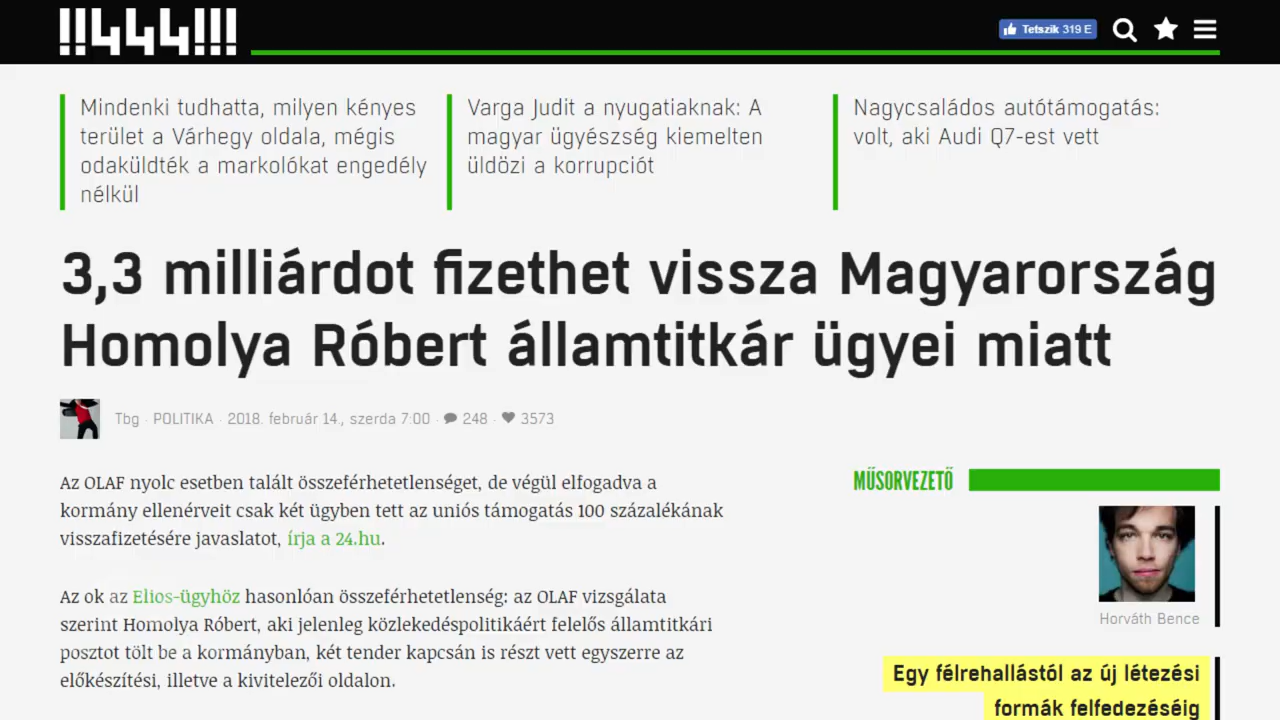 !!444!!!
Tetszik 319 E
Mindenki tudhatta, milyen kényes
terület a Várhegy oldala, mégis
odaküldték a markolókat engedély
nélkül
Varga Judit a nyugatiaknak: A
magyar ügyészség kiemelten
üldözi a korrupciót
Nagycsaládos autótámogatás:
volt, aki Audi Q7-est vett
3,3 milliárdot fizethet vissza Magyarország
Homolya Róbert államtitkár ügyei miatt
Tbg · POLITIKA · 2018. február 14., szerda 7:00 · 248 · 3573
Az OLAF nyolc esetben talált összeférhetetlenséget, de végül elfogadva a
kormány ellenérveit csak két ügyben tett az uniós támogatás 100 százalékának
visszafizetésére javaslatot, írja a 24.hu.
Az ok az Elios-ügyhöz hasonlóan összeférhetetlenség: az OLAF vizsgálata
szerint Homolya Róbert, aki jelenleg közlekedéspolitikáért felelős államtitkári
posztot tölt be a kormányban, két tender kapcsán is részt vett egyszerre az
előkészítési, illetve a kivitelezői oldalon.
MŰSORVEZETŐ
Horváth Bence
Egy félrehallástól az új létezési
formák felfedezéséig